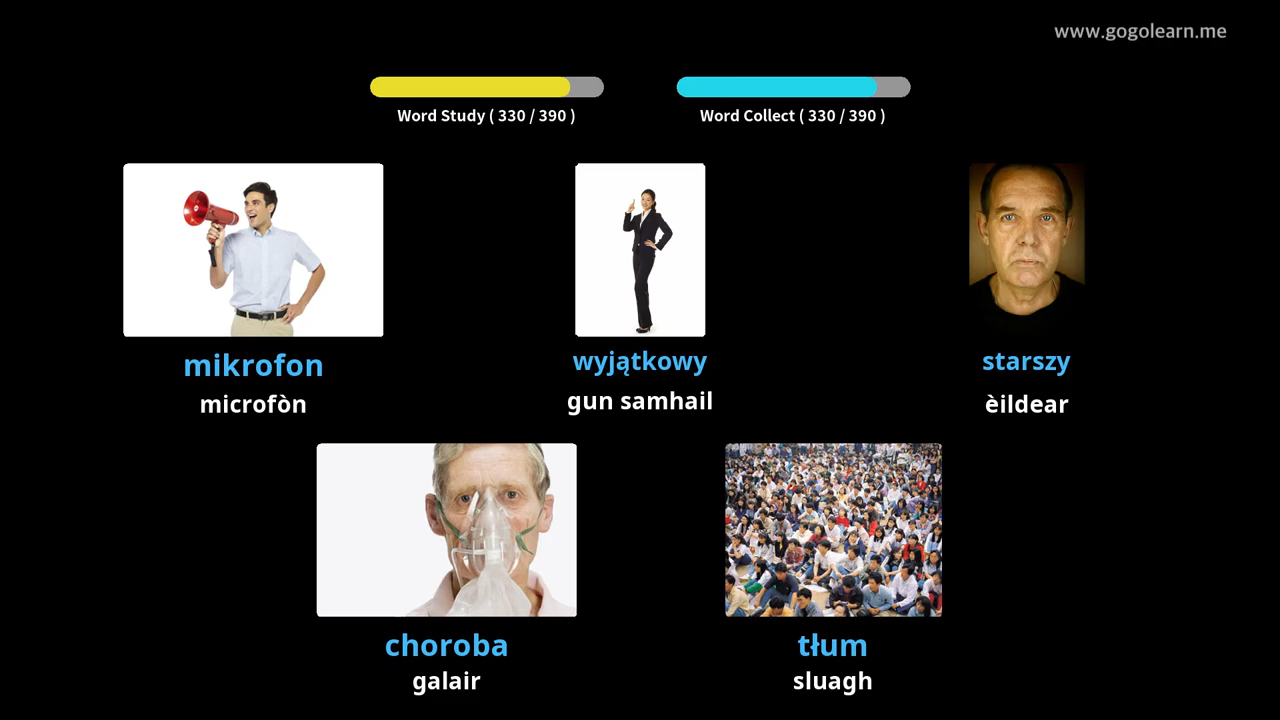 www.gogolearn.me
Word Study ( 330 / 390 )
Word Collect ( 330 / 390 )
mikrofon
microfòn
wyjątkowy
gun samhail
starszy
èildear
choroba
galair
tłum
sluagh